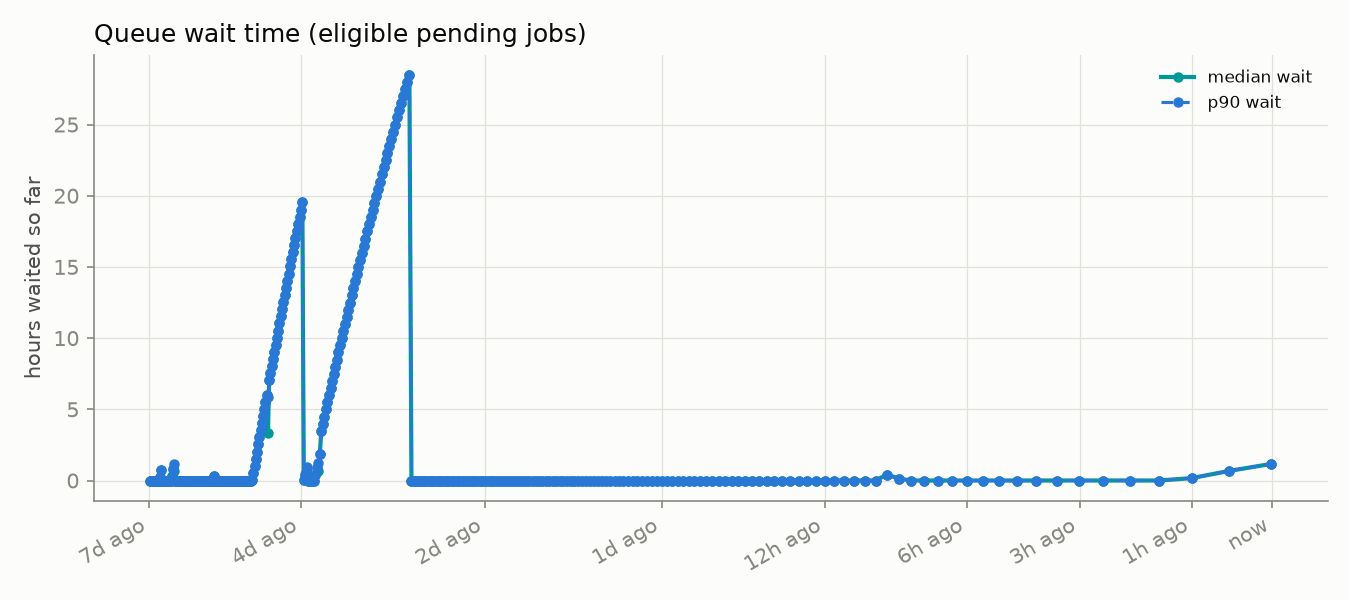 Queue wait time (eligible pending jobs)
median wait
p90 wait
hours waited so far
25
20
15
10
5
0
7d ago
4d ago
2d ago
1d ago
12h ago
6h ago
3h ago
1h ago
now